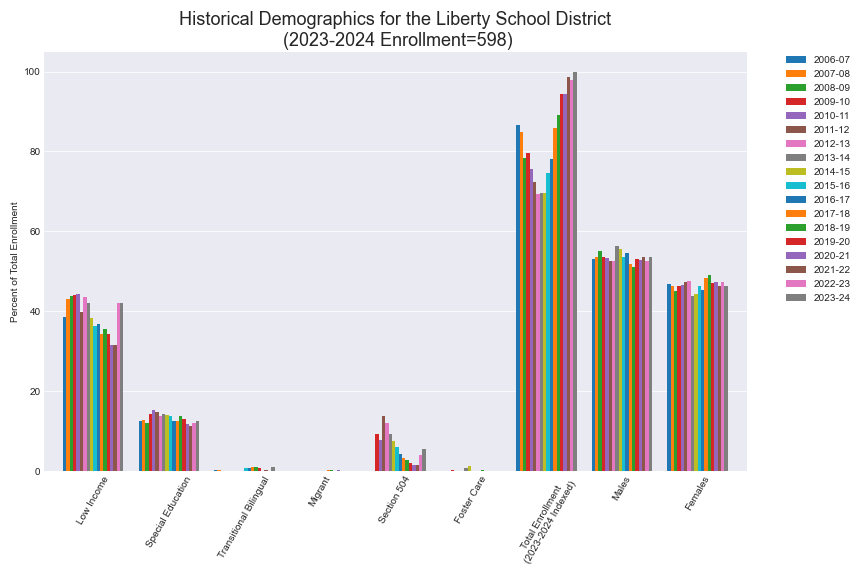 Historical Demographics for the Liberty School District
(2023-2024 Enrollment=598)
Percent of Total Enrollment
100
80
60
40
20
0
Low Income
Special Education
Transitional Bilingual
Migrant
Section 504
Foster Care
Total Enrollment
(2023-2024 Indexed)
Males
Females
2006-07
2007-08
2008-09
2009-10
2010-11
2011-12
2012-13
2013-14
2014-15
2015-16
2016-17
2017-18
2018-19
2019-20
2020-21
2021-22
2022-23
2023-24